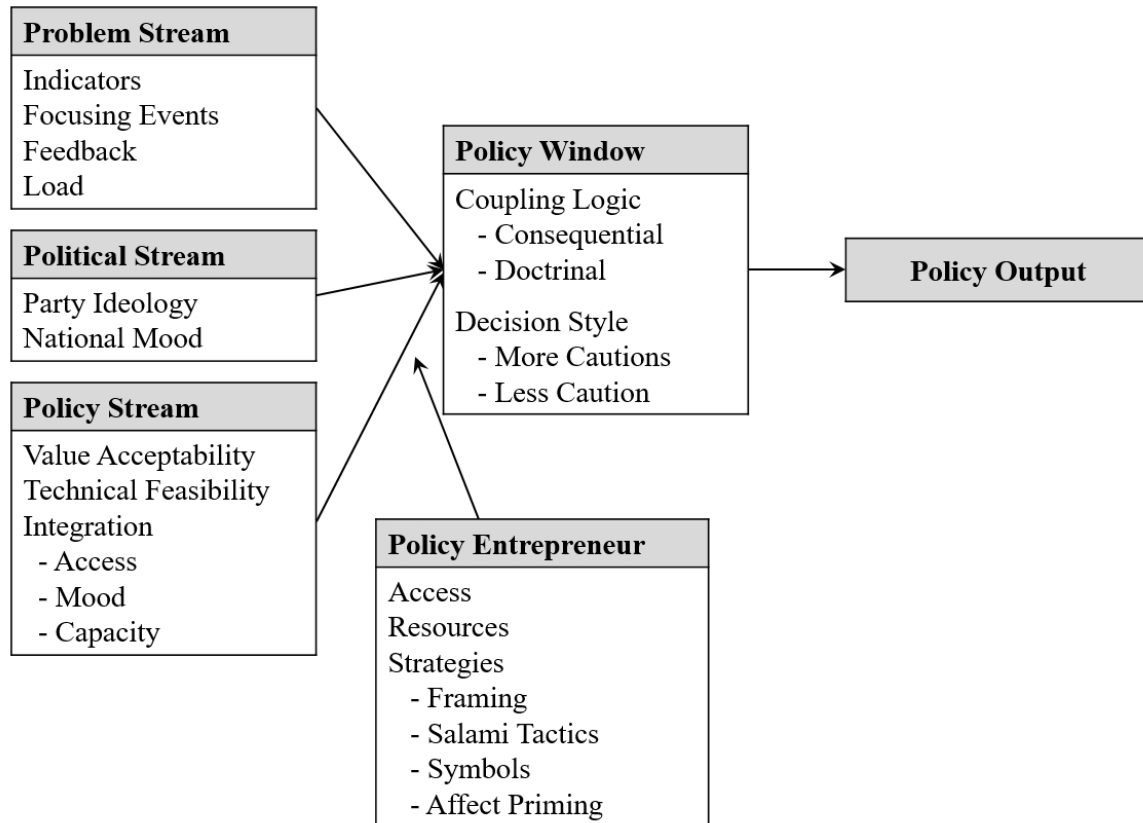 Problem Stream
Indicators
Focusing Events
Feedback
Load
Political Stream
Party Ideology
National Mood
Policy Stream
Value Acceptability
Technical Feasibility
Integration
- Access
- Mood
- Capacity
Policy Window
Coupling Logic
- Consequential
- Doctrinal
Decision Style
- More Cautions
- Less Caution
Policy Entrepreneur
Access
Resources
Strategies
- Framing
- Salami Tactics
- Symbols
- Affect Priming
Policy Output